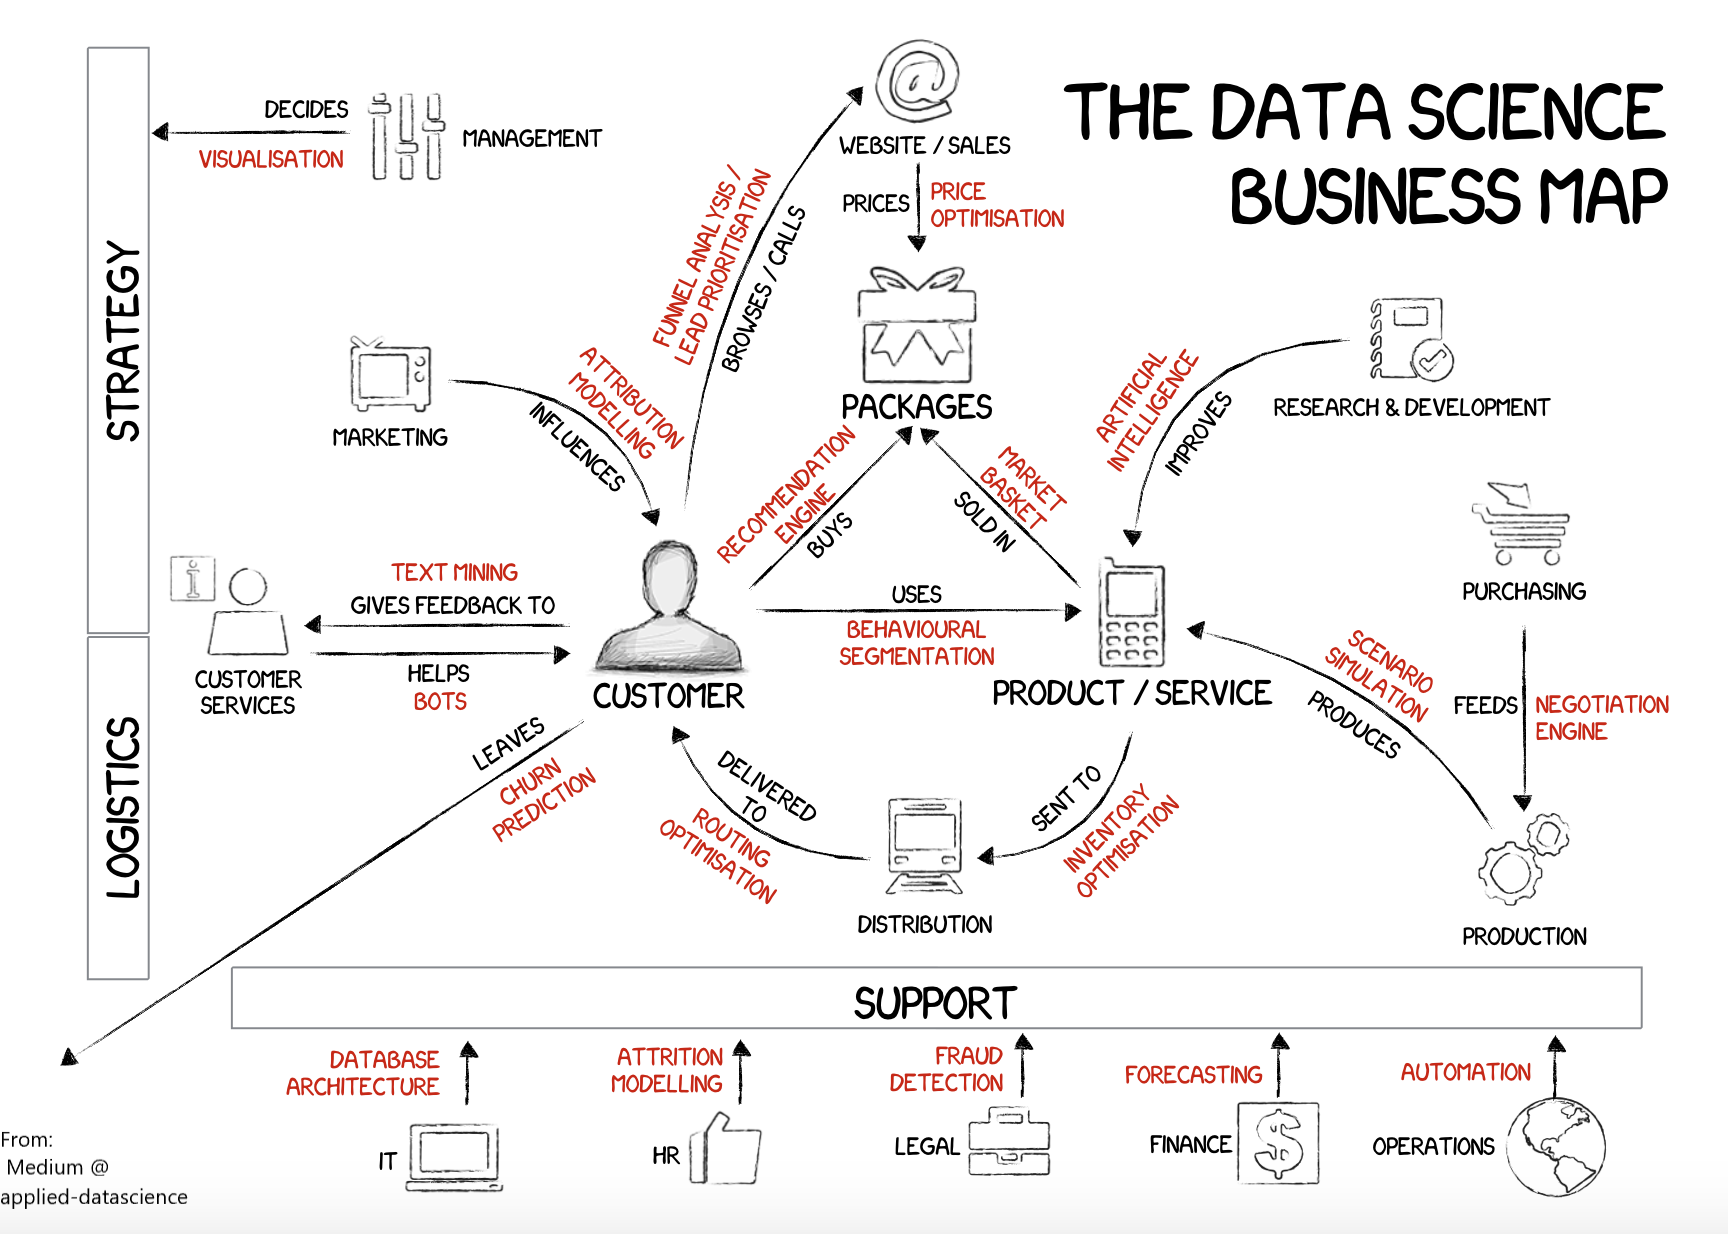 THE DATA SCIENCE
BUSINESS MAP
STRATEGY
LOGISTICS
DECIDES
VISUALISATION
MANAGEMENT
WEBSITE / SALES
PRICES
PRICE
OPTIMISATION
FUNNEL ANALYSIS /
LEAD PRIORITISATION
BROWSES / CALLS
MARKETING
ATTRIBUTION
MODELLING
INFLUENCES
PACKAGES
RECOMMENDATION
ENGINE
BUYS
MARKET
BASKET
SOLD IN
ARTIFICIAL
INTELLIGENCE
IMPROVES
RESEARCH & DEVELOPMENT
PURCHASING
TEXT MINING
GIVES FEEDBACK TO
HELPS
BOTS
i
CUSTOMER
SERVICES
CUSTOMER
USES
BEHAVIOURAL
SEGMENTATION
PRODUCT / SERVICE
SCENARIO
SIMULATION
PRODUCES
FEEDS
NEGOTIATION
ENGINE
LEAVES
CHURN
PREDICTION
DELIVERED
TO
ROUTING
OPTIMISATION
SENT TO
INVENTORY
OPTIMISATION
DISTRIBUTION
PRODUCTION
SUPPORT
DATABASE
ARCHITECTURE
IT
ATTRITION
MODELLING
HR
FRAUD
DETECTION
LEGAL
FORECASTING
FINANCE
$
AUTOMATION
OPERATIONS
From:
Medium @
applied-datascience